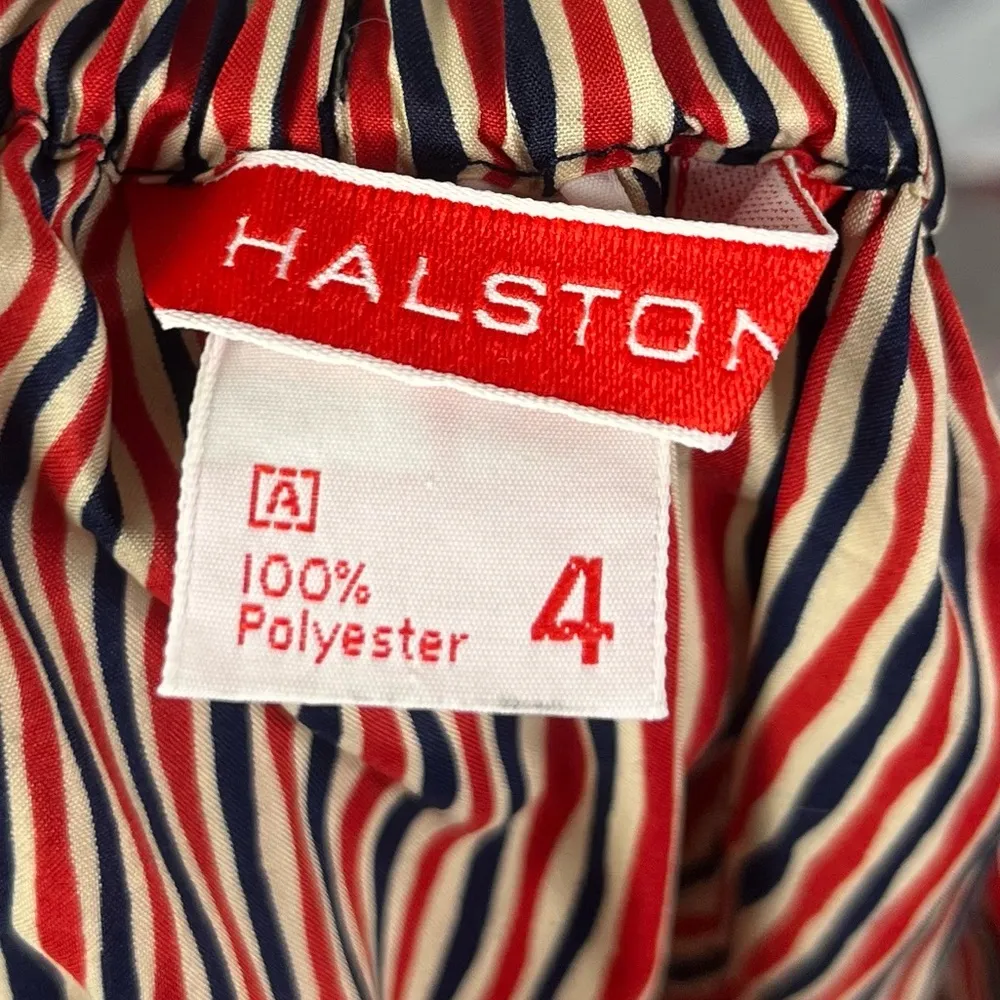 HALSTON
[A]
100%
Polyester
4